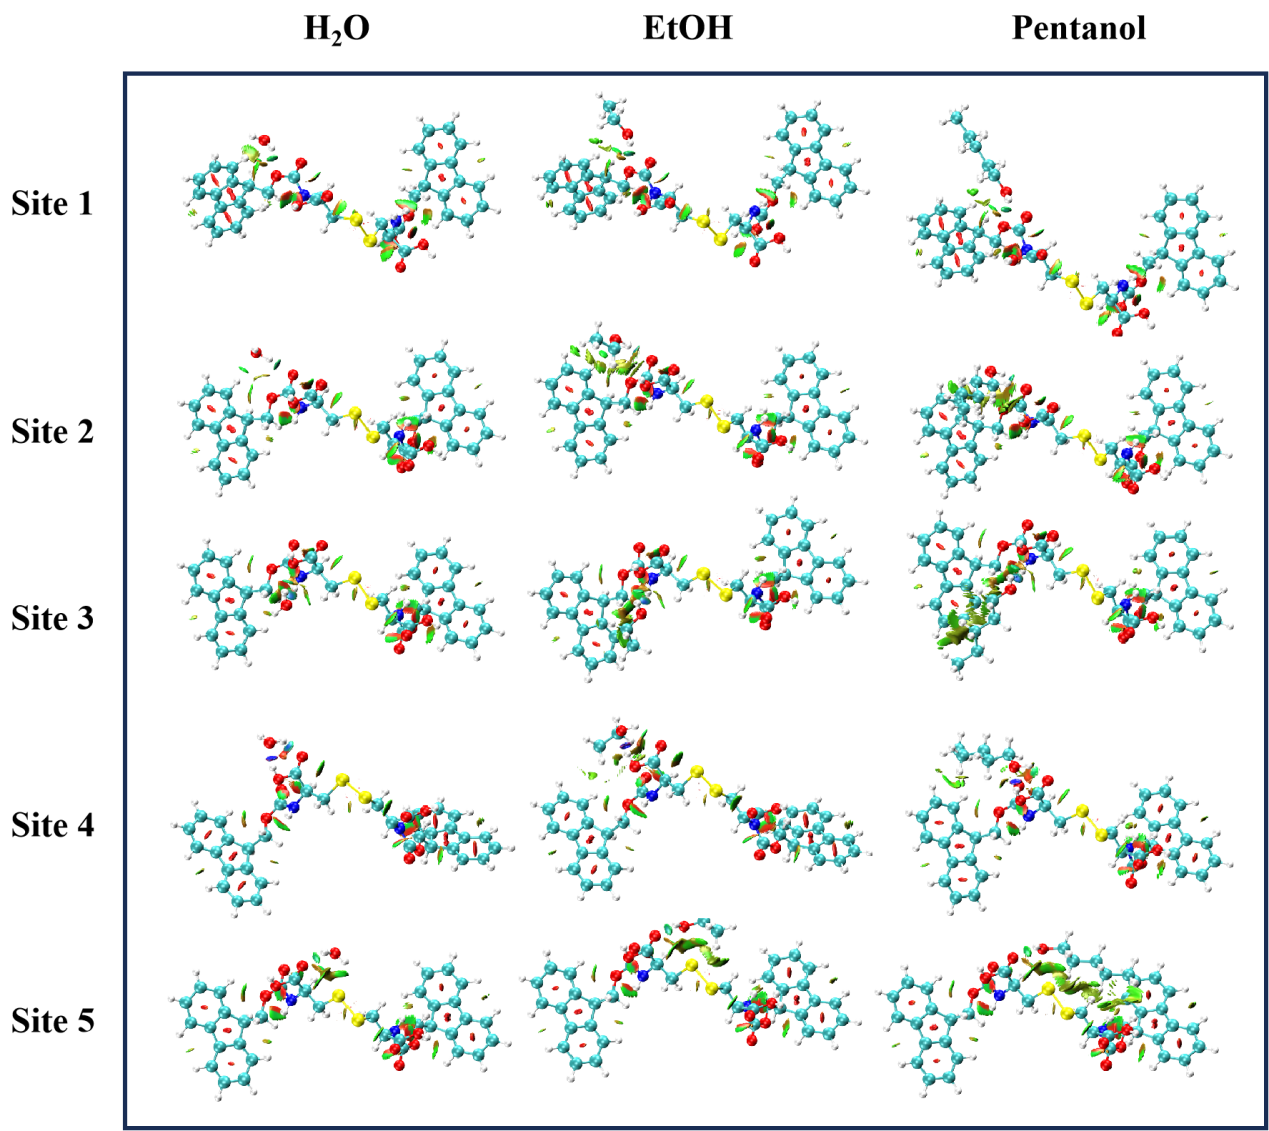 H₂O EtOH Pentanol
Site 1
Site 2
Site 3
Site 4
Site 5